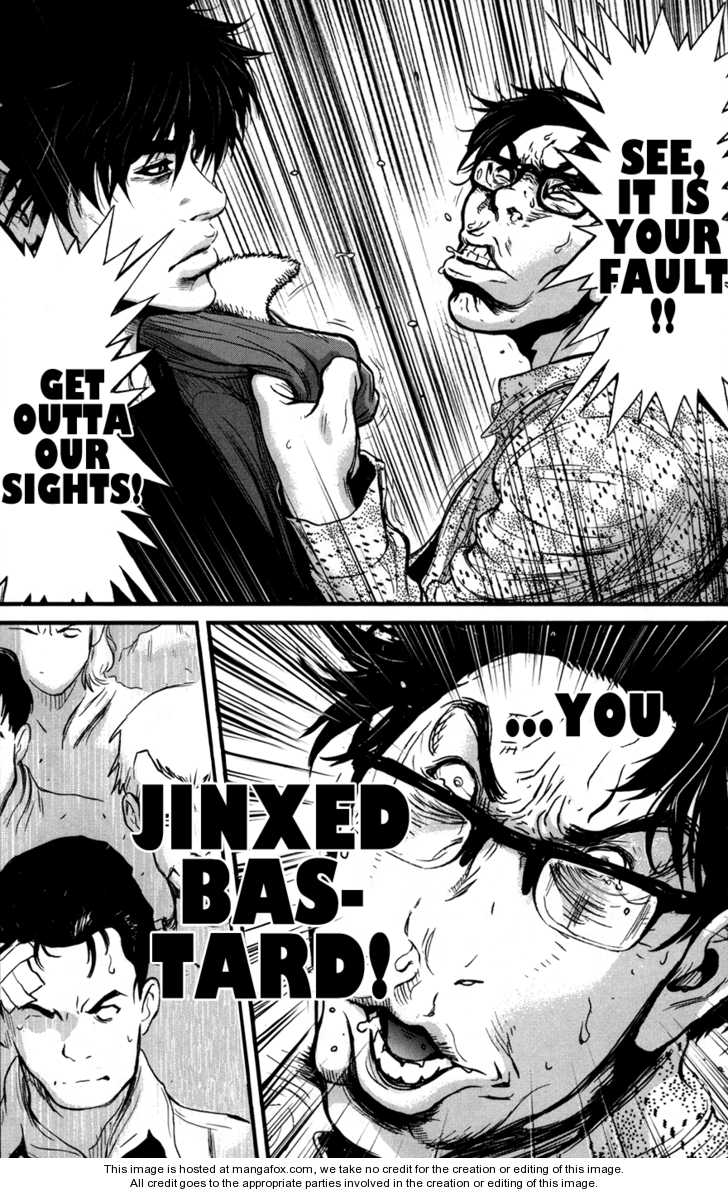 SEE,
IT IS
YOUR
FAULT
!!
GET
OUTTA
OUR
SIGHTS!
...YOU
JINXED
BAS-
TARD!
This image is hosted at mangafox.com, we take no credit for the creation or editing of this image.
All credit goes to the appropriate parties involved in the creation or editing of this image.